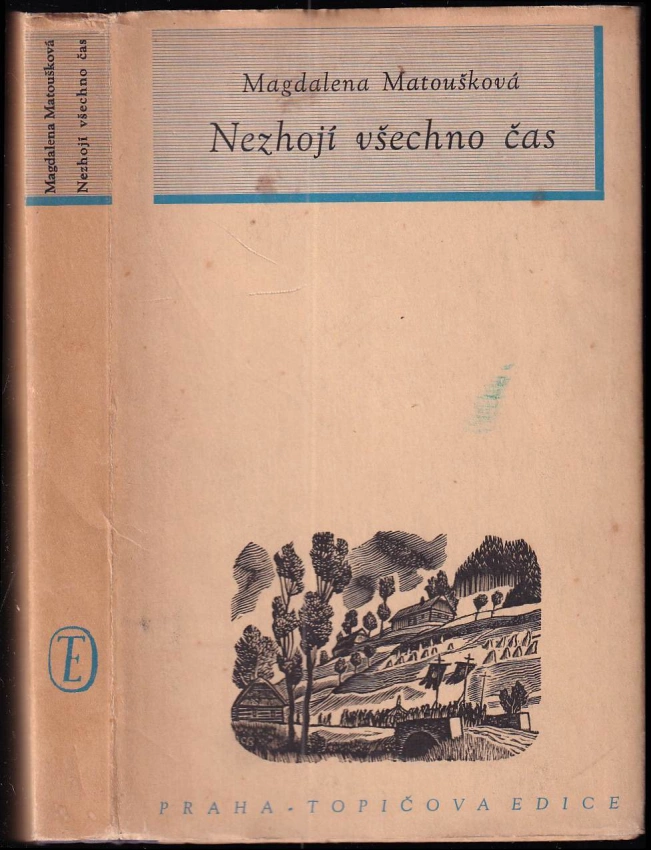 Magdalena Matoušková
Nezhojí všechno čas
Magdalena Matoušková
Nezhojí všechno čas
TE
PRAHA - TOPIČOVA EDICE